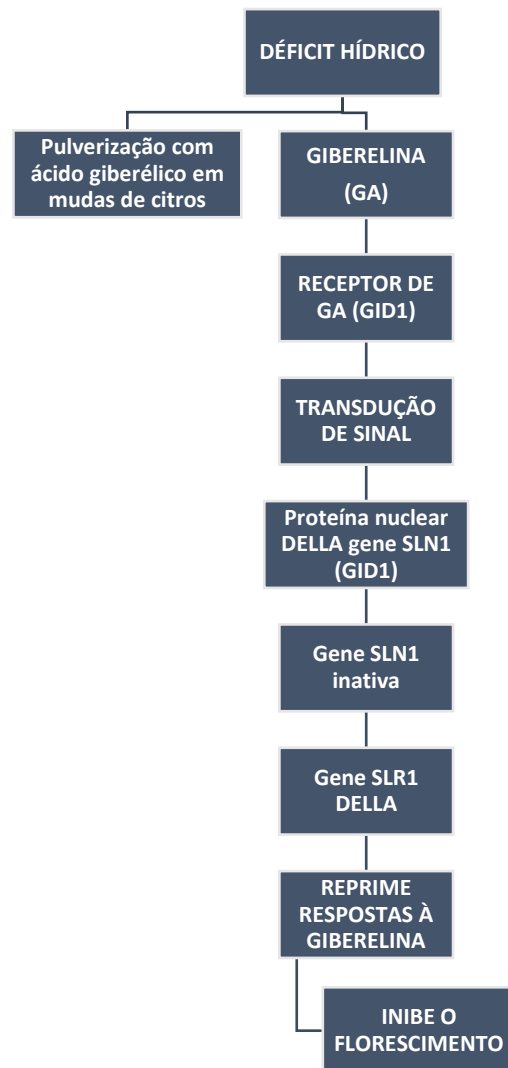 DÉFICIT HÍDRICO
Pulverização com
ácido giberélico em
mudas de citros
GIBERELINA
(GA)
RECEPTOR DE
GA (GID1)
TRANSDUÇÃO
DE SINAL
Proteína nuclear
DELLA gene SLN1
(GID1)
Gene SLN1
inativa
Gene SLR1
DELLA
REPRIME
RESPOSTAS À
GIBERELINA
INIBE O
FLORESCIMENTO